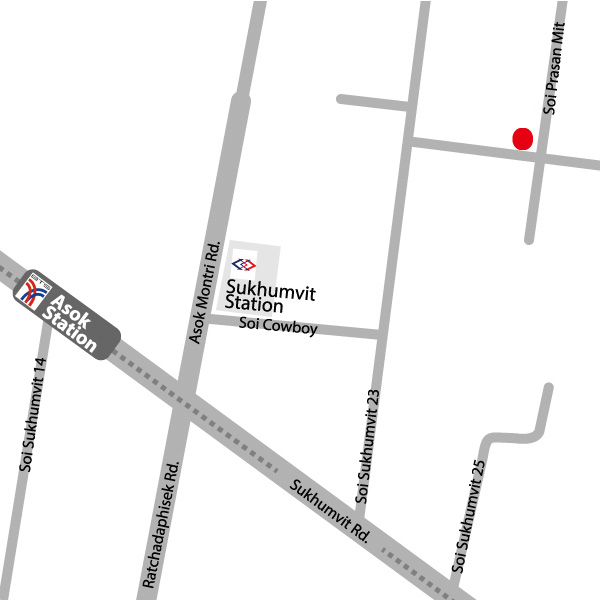 Soi Prasan Mit
Asok Montri Rd.
Sukhumvit
Station
Soi Cowboy
Asok
Station
Soi Sukhumvit 14
Ratchadaphisek Rd.
Sukhumvit Rd.
Soi Sukhumvit 23
Soi Sukhumvit 25